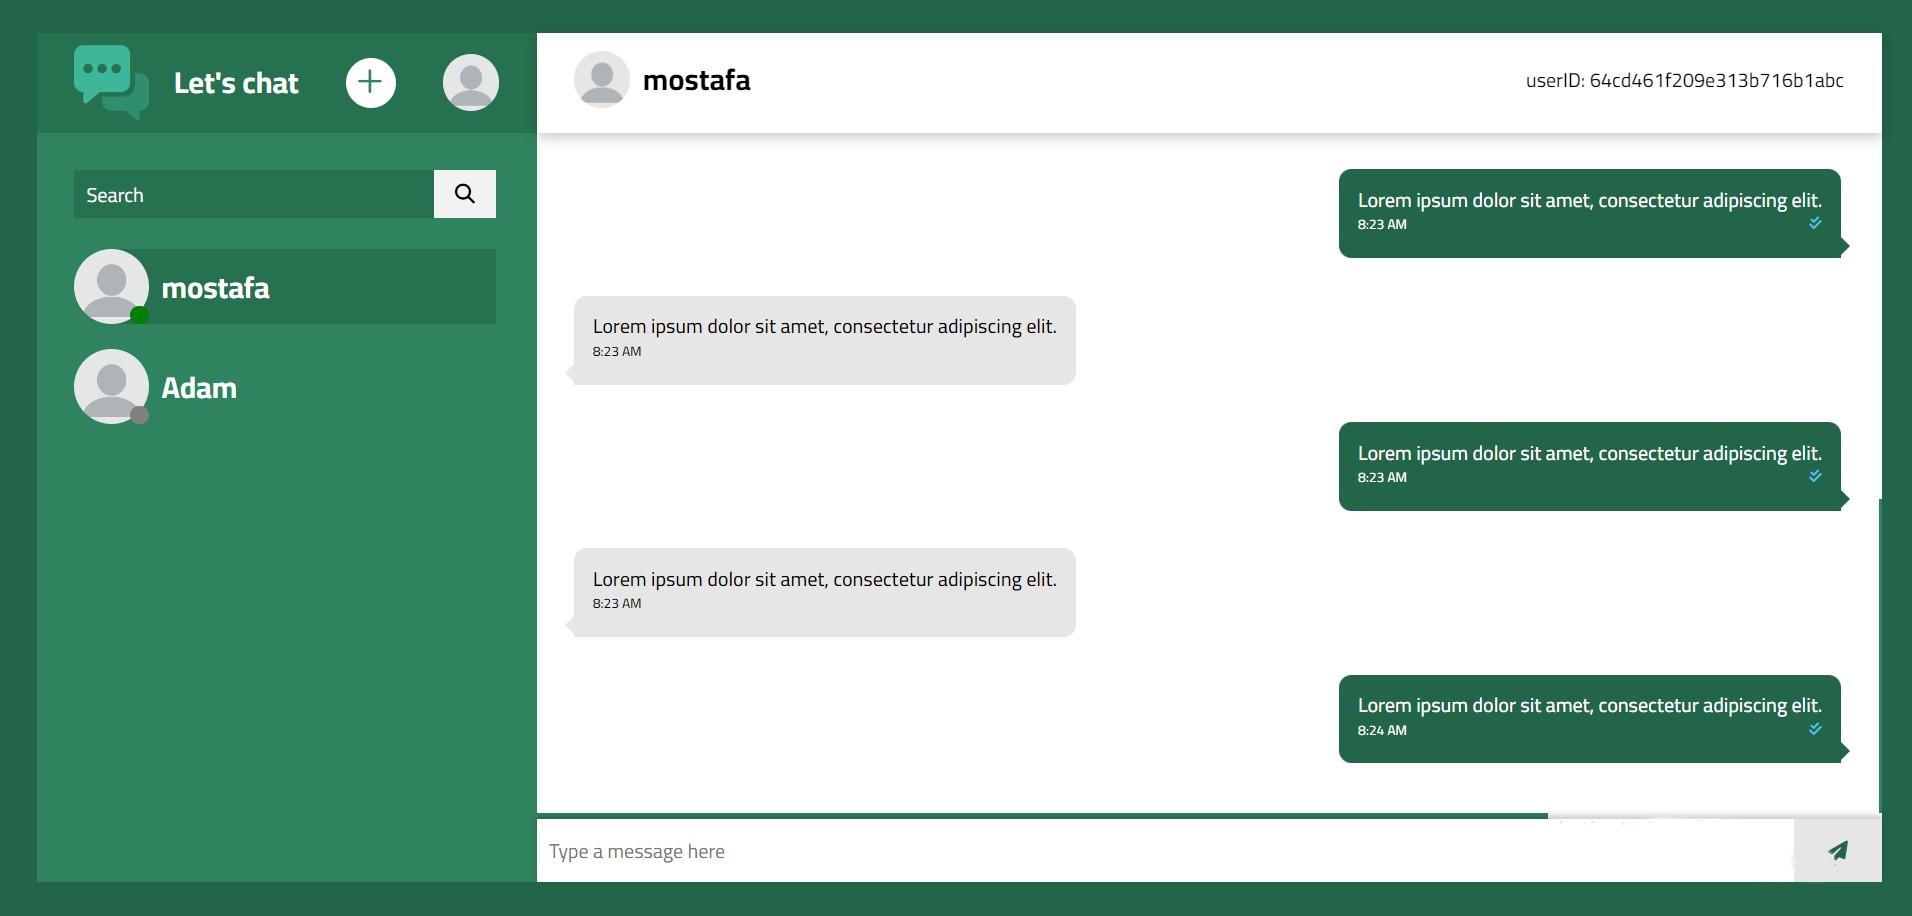 Let's chat
mostafa
userID: 64cd461f209e313b716b1abc
Search
mostafa
Adam
Lorem ipsum dolor sit amet, consectetur adipiscing elit.
8:23 AM
Lorem ipsum dolor sit amet, consectetur adipiscing elit.
8:23 AM
Lorem ipsum dolor sit amet, consectetur adipiscing elit.
8:23 AM
Lorem ipsum dolor sit amet, consectetur adipiscing elit.
8:23 AM
Lorem ipsum dolor sit amet, consectetur adipiscing elit.
8:24 AM
Type a message here